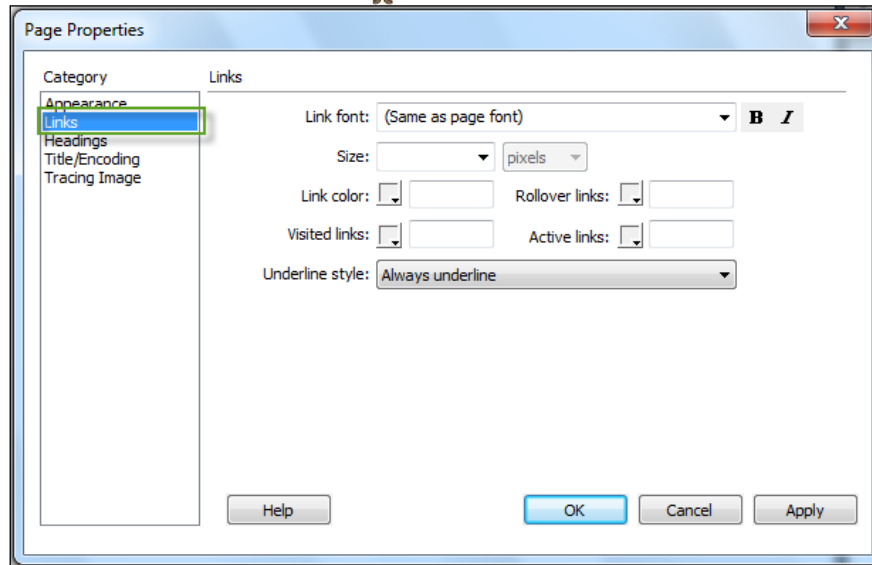 Page Properties
x
Category
Links
Appearance
Links
Headings
Title/Encoding
Tracing Image
Link font: (Same as page font) B I
Size: pixels
Link color: Rollover links:
Visited links: Active links:
Underline style: Always underline
Help OK Cancel Apply